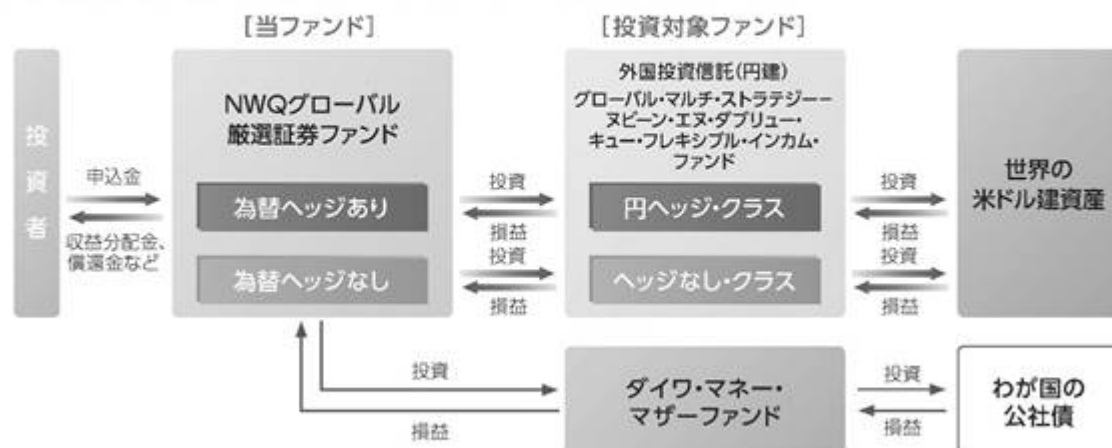 [当ファンド]
[投資対象ファンド]
投資者
申込金
収益分配金、
償還金など
NWQグローバル
厳選証券ファンド
為替ヘッジあり
為替ヘッジなし
投資
損益
投資
損益
外国投資信託(円建)
グローバル・マルチ・ストラテジー－
ヌビーン・エヌ・ダブリュー・
キュー・フレキシブル・インカム・
ファンド
円ヘッジ・クラス
ヘッジなし・クラス
投資
損益
投資
損益
世界の
米ドル建資産
投資
損益
ダイワ・マネー・
マザーファンド
投資
損益
わが国の
公社債